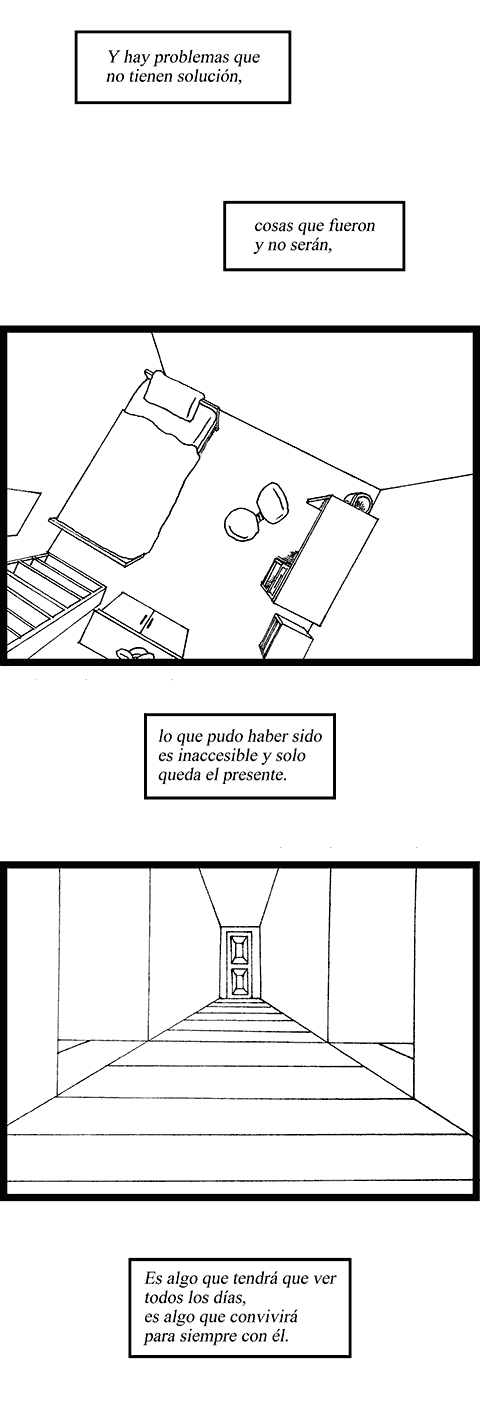 Y hay problemas que
no tienen solución,
cosas que fueron
y no serán,
lo que pudo haber sido
es inaccesible y solo
queda el presente.
Es algo que tendrá que ver
todos los días,
es algo que convivirá
para siempre con él.